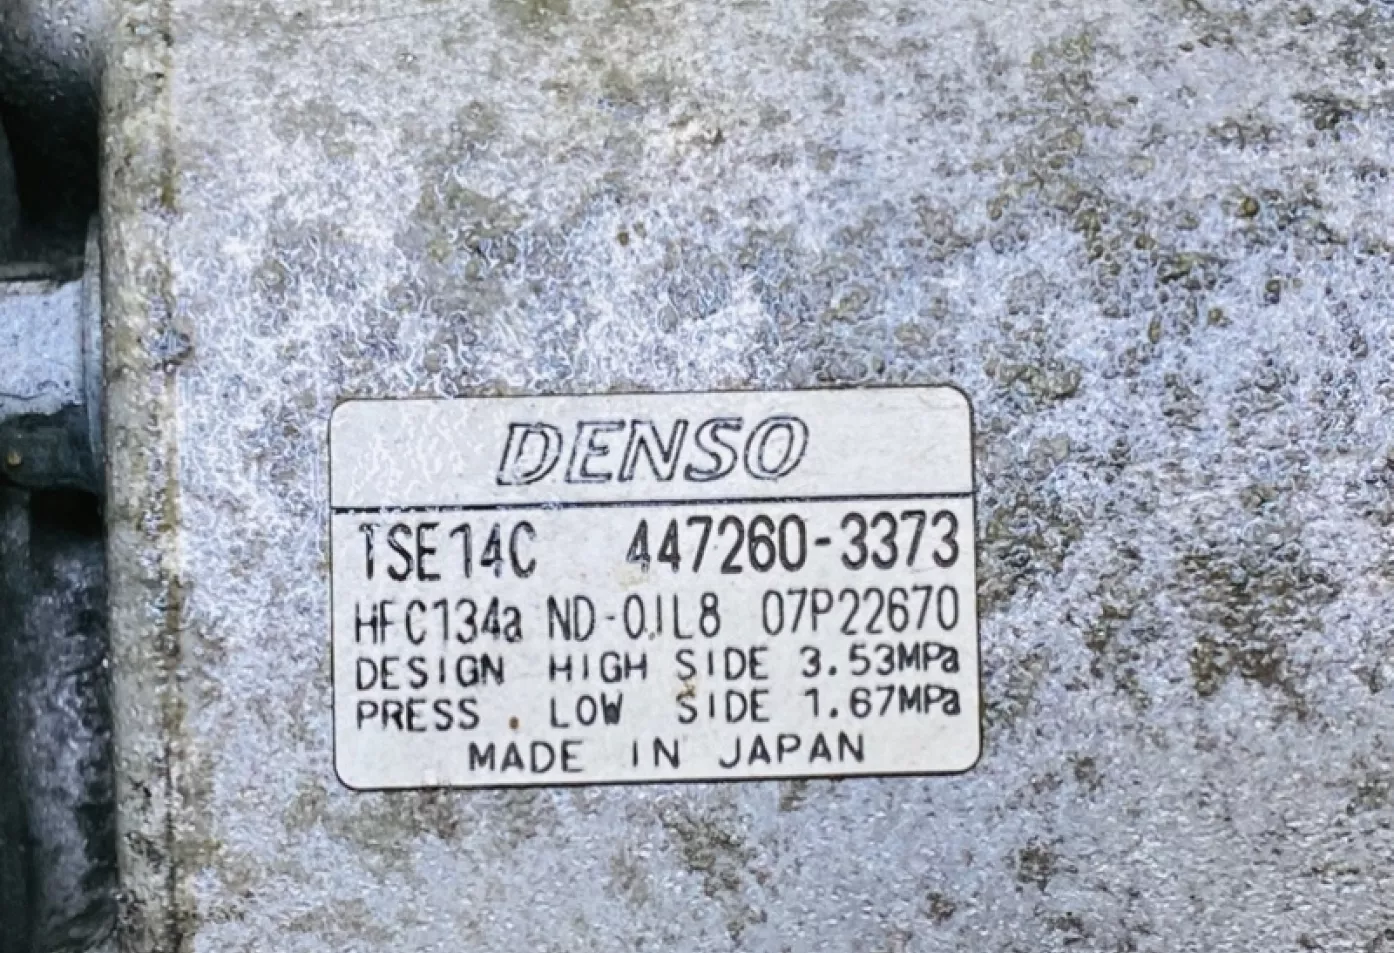 DENSO
TSE14C 447260-3373
HFC134a ND-OIL8 07P22670
DESIGN HIGH SIDE 3.53MPa
PRESS. LOW SIDE 1.67MPa
MADE IN JAPAN